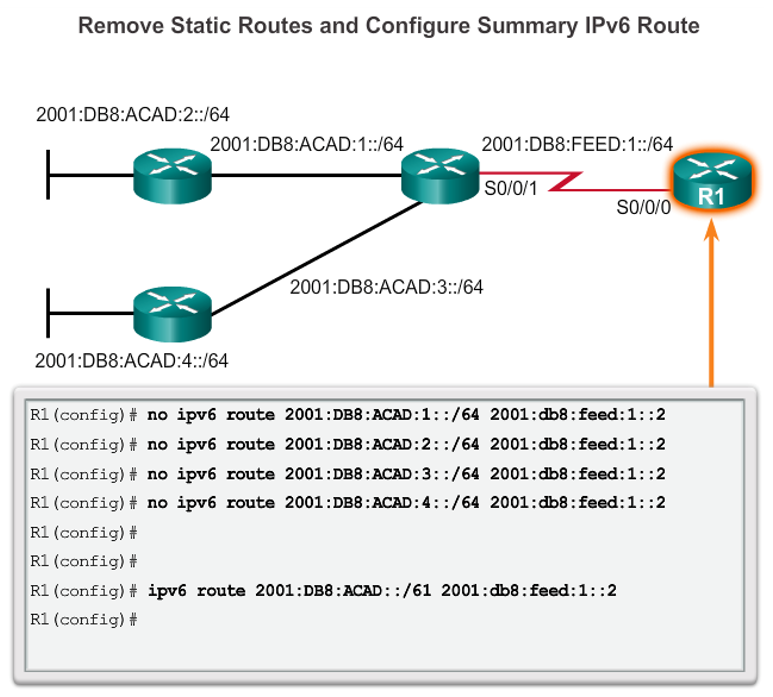 Remove Static Routes and Configure Summary IPv6 Route
2001:DB8:ACAD:2::/64
2001:DB8:ACAD:1::/64
2001:DB8:FEED:1::/64
S0/0/1
R1
S0/0/0
2001:DB8:ACAD:3::/64
2001:DB8:ACAD:4::/64
R1(config)# no ipv6 route 2001:DB8:ACAD:1::/64 2001:db8:feed:1::2
R1(config)# no ipv6 route 2001:DB8:ACAD:2::/64 2001:db8:feed:1::2
R1(config)# no ipv6 route 2001:DB8:ACAD:3::/64 2001:db8:feed:1::2
R1(config)# no ipv6 route 2001:DB8:ACAD:4::/64 2001:db8:feed:1::2
R1(config)#
R1(config)#
R1(config)# ipv6 route 2001:DB8:ACAD::/61 2001:db8:feed:1::2
R1(config)#